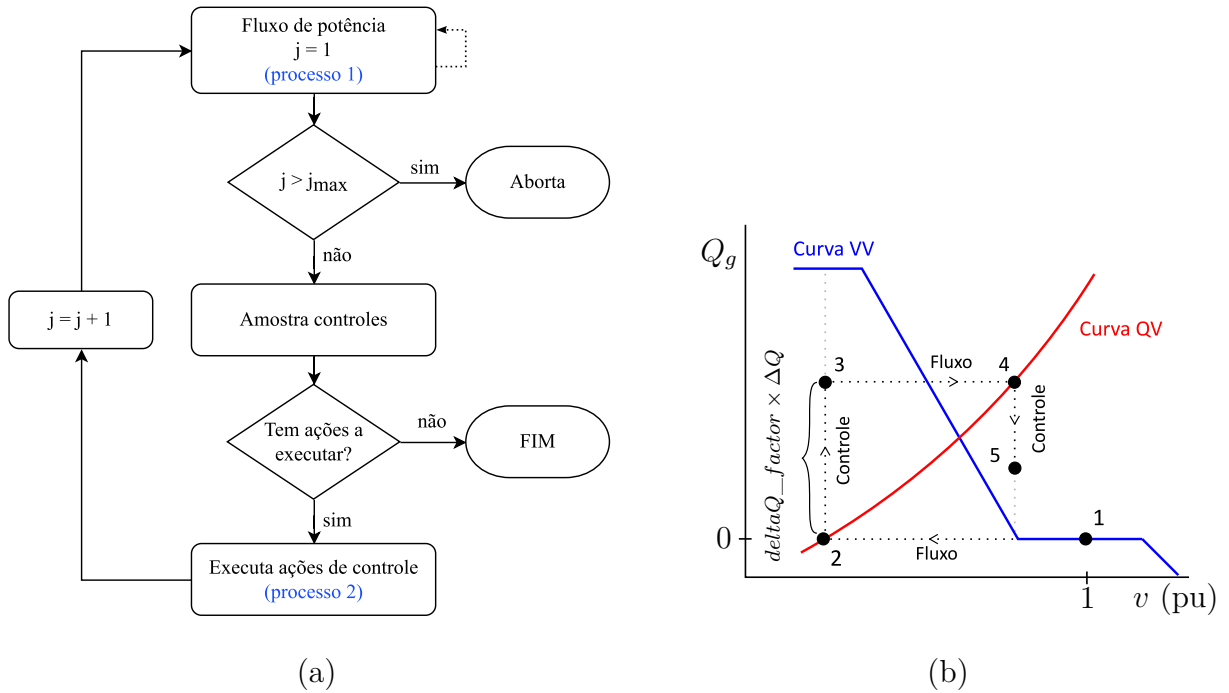 Fluxo de potência
j = 1
(processo 1)
j > jmax
sim
Aborta
não
Amostra controles
j = j + 1
Tem ações a
executar?
não
FIM
sim
Executa ações de controle
(processo 2)
(a)
Qg
Curva VV
Curva QV
3
Fluxo
4
deltaQ_factor × ΔQ
Controle
Controle
5
1
0
2
Fluxo
1
v (pu)
(b)